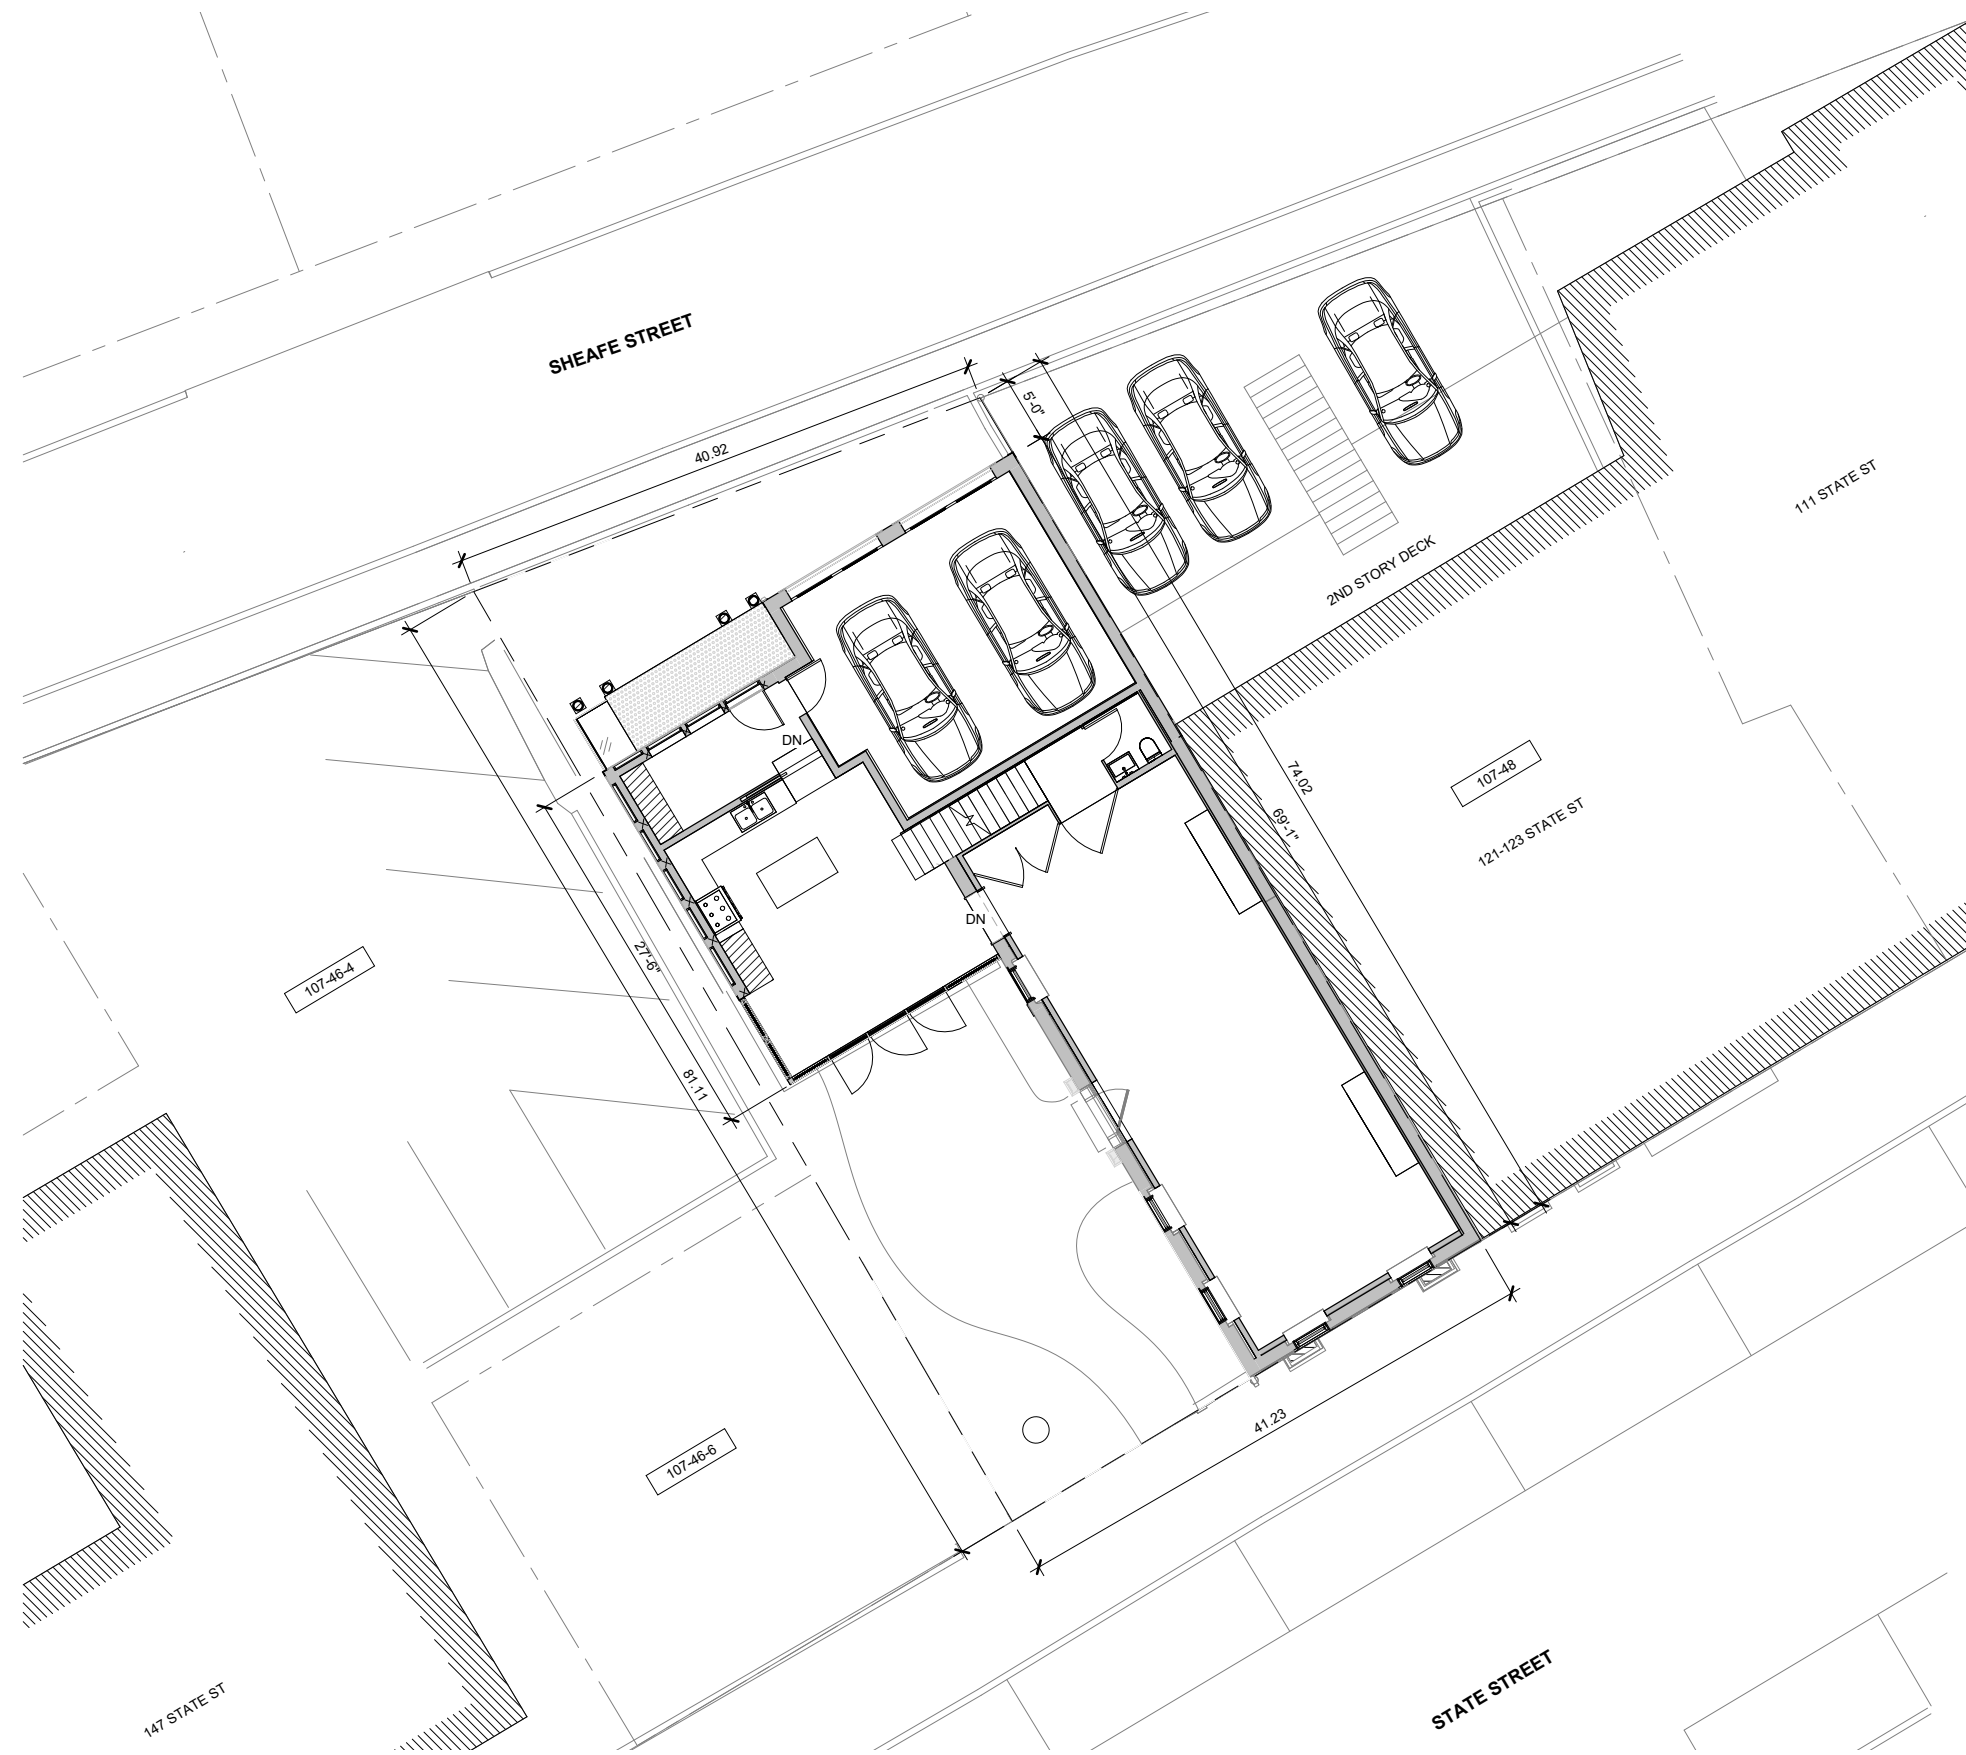 SHEAFE STREET
40.92
5'-0"
111 STATE ST
2ND STORY DECK
DN
107-48
74.02
69'-1"
121-123 STATE ST
DN
107-46-4
27'-6"
81.11
41.23
107-46-6
STATE STREET
147 STATE ST